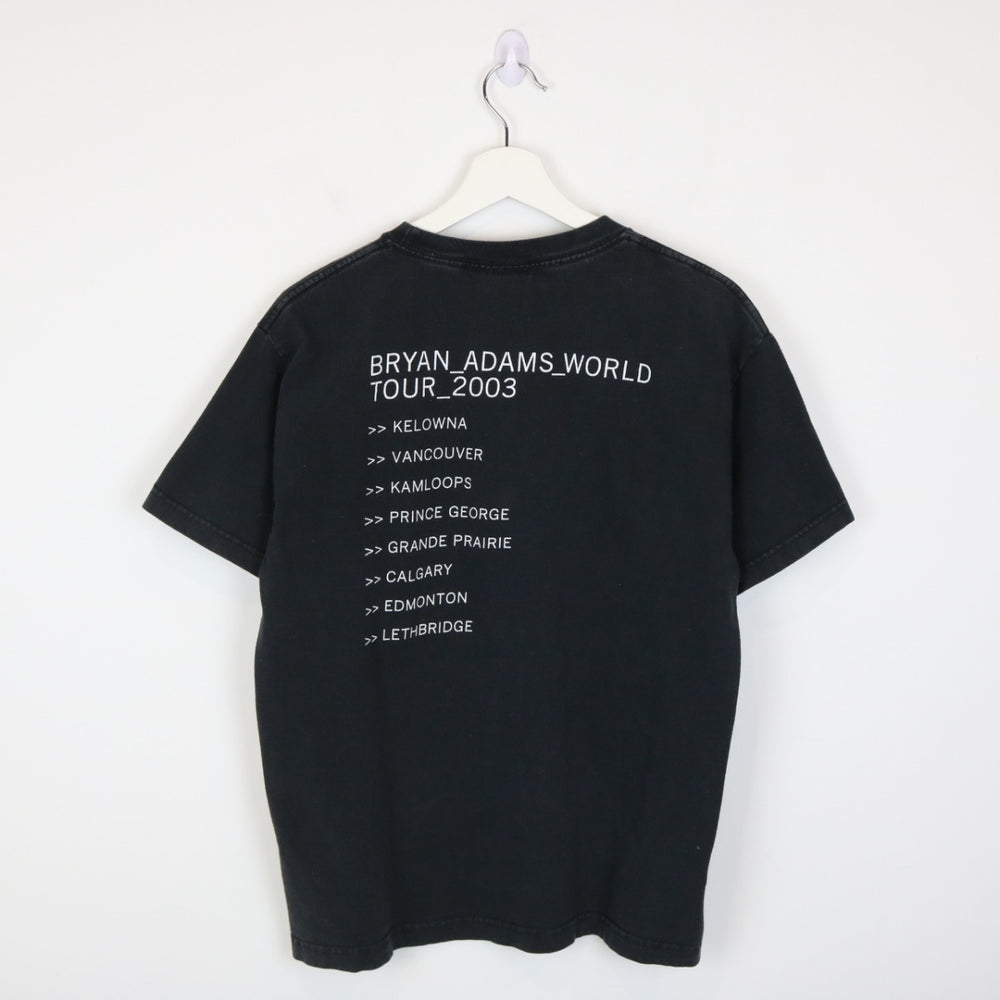 BRYAN_ADAMS_WORLD
TOUR_2003
>> KELOWNA
>> VANCOUVER
>> KAMLOOPS
>> PRINCE GEORGE
>> GRANDE PRAIRIE
>> CALGARY
>> EDMONTON
>> LETHBRIDGE